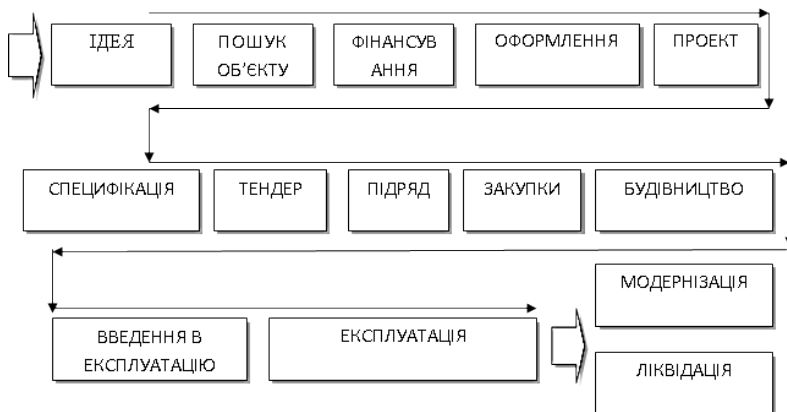 ІДЕЯ
ПОШУК
ОБ’ЄКТУ
ФІНАНСУВ
АННЯ
ОФОРМЛЕННЯ
ПРОЕКТ
СПЕЦИФІКАЦІЯ
ТЕНДЕР
ПІДРЯД
ЗАКУПКИ
БУДІВНИЦТВО
ВВЕДЕННЯ В
ЕКСПЛУАТАЦІЮ
ЕКСПЛУАТАЦІЯ
МОДЕРНІЗАЦІЯ
ЛІКВІДАЦІЯ